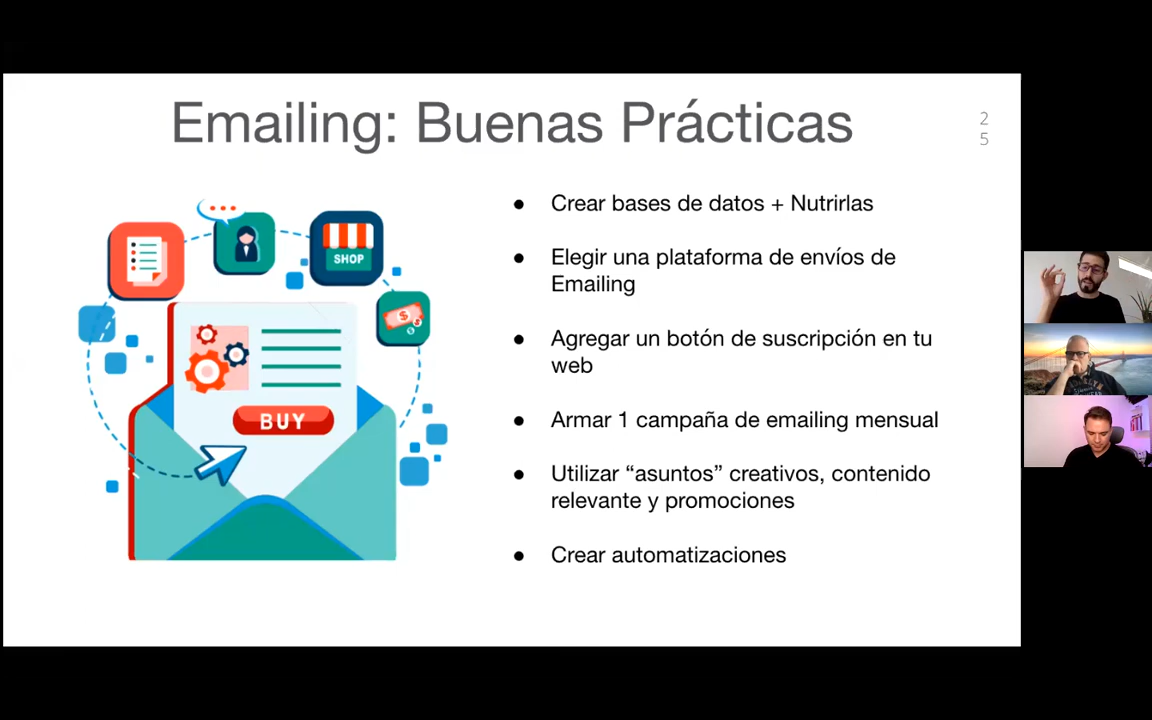 Emailing: Buenas Prácticas
2
5
● Crear bases de datos + Nutrirlas
● Elegir una plataforma de envíos de
Emailing
● Agregar un botón de suscripción en tu
web
● Armar 1 campaña de emailing mensual
● Utilizar “asuntos” creativos, contenido
relevante y promociones
● Crear automatizaciones
SHOP
$
$
BUY